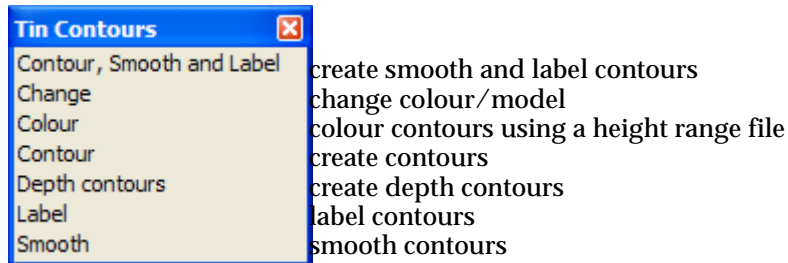 Tin Contours
Contour, Smooth and Label create smooth and label contours
Change change colour/model
Colour colour contours using a height range file
Contour create contours
Depth contours create depth contours
Label label contours
Smooth smooth contours